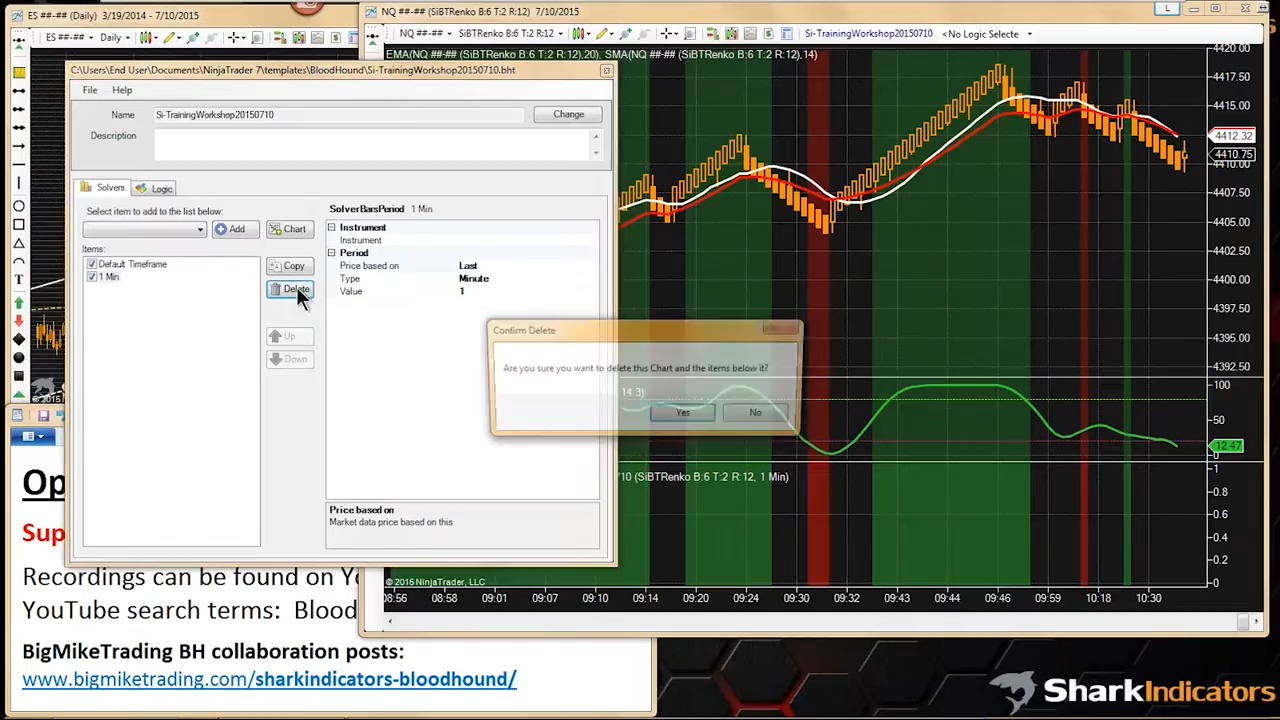 ES ##-## (Daily)  3/19/2014 - 7/10/2015
ES ##-## Daily
NQ ##-## (SiBTRenko B:6 T:2 R:12)  7/10/2015
L
NQ ##-## SiBTRenko B:6 T:2 R:12
Si-TrainingWorkshop20150710 <No Logic Selecte
EMA(NQ ##-## (SiBTRenko B:6 T:2 R:12),20), SMA(NQ ##-## (SiBTRenko B:6 T:2 R:12),14)
C:\Users\End User\Documents\NinjaTrader 7\templates\BloodHound\Si-TrainingWorkshop20150710.bht
File Help
Name Si-TrainingWorkshop20150710 Change
Description
Solvers Logic
Select item to add to the list below:
Add Chart
Items:
Default Timeframe
1 Min
Copy
Delete
Up
Down
SolverBarsPeriod 1 Min
Instrument
Instrument
Period
Price based on Last
Type Minute
Value 1
Price based on
Market data price based on this
Confirm Delete
Are you sure you want to delete this Chart and the items below it?
Yes No
14.3)
710 (SiBTRenko B:6 T:2 R:12, 1 Min)
4420.00
4417.50
4415.00
4412.32
4410.75
4410.00
4407.50
4405.00
4402.50
4400.00
4397.50
4395.00
4392.50
100
50
12.47
0
1
0.8
0.6
0.4
0.2
0
© 2015 NinjaTrader, LLC
08:56 08:58 09:01 09:07 09:10 09:14 09:20 09:24 09:30 09:32 09:43 09:44 09:46 09:59 10:18 10:30
© 2015
T
Op
Sup
Recordings can be found on Yo
YouTube search terms:  Blood
BigMikeTrading BH collaboration posts:
www.bigmiketrading.com/sharkindicators-bloodhound/
SharkIndicators